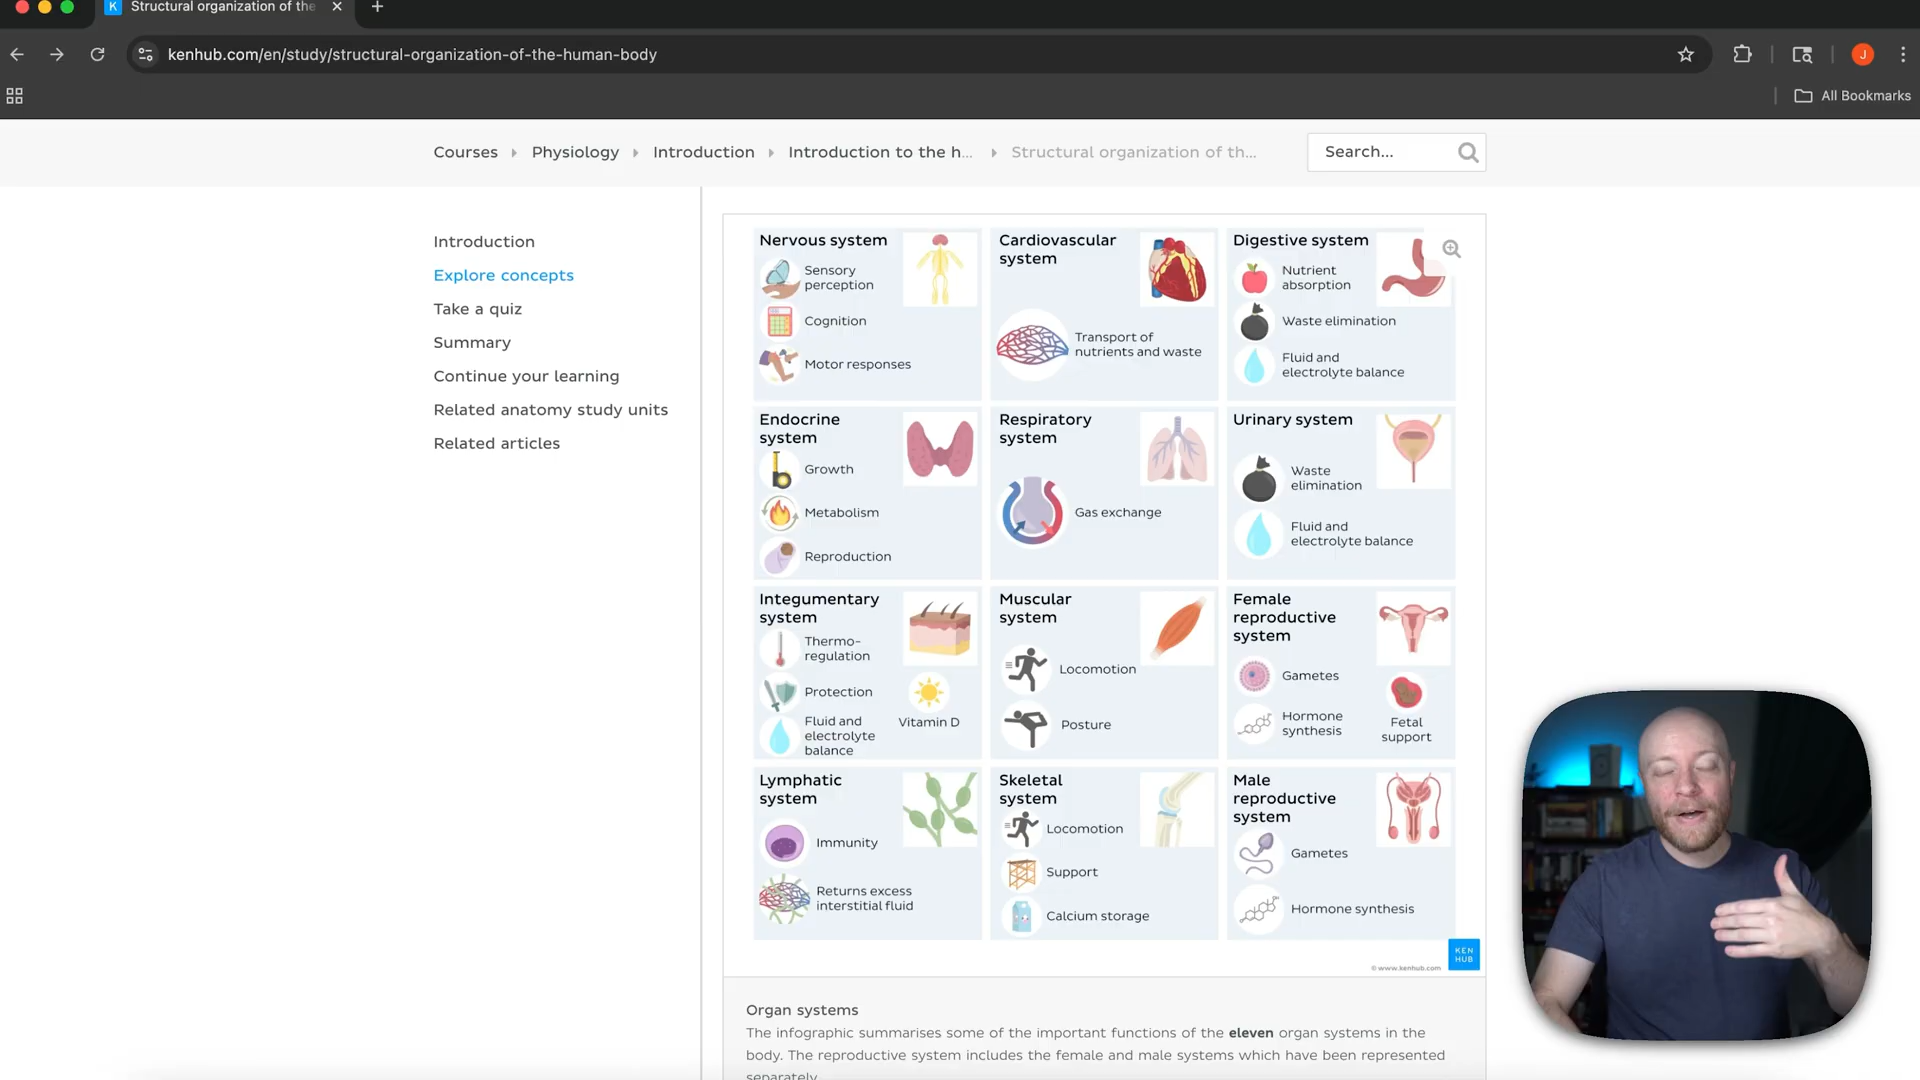 K Structural organization of the
kenhub.com/en/study/structural-organization-of-the-human-body
J
All Bookmarks
Courses
Physiology
Introduction
Introduction to the h...
Structural organization of th...
Search...
Introduction
Explore concepts
Take a quiz
Summary
Continue your learning
Related anatomy study units
Related articles
Nervous system
Sensory
perception
Cognition
Motor responses
Cardiovascular
system
Transport of
nutrients and waste
Digestive system
Nutrient
absorption
Waste elimination
Fluid and
electrolyte balance
Endocrine
system
Growth
Metabolism
Reproduction
Respiratory
system
Gas exchange
Urinary system
Waste
elimination
Fluid and
electrolyte balance
Integumentary
system
Thermo-
regulation
Protection
Fluid and
electrolyte
balance
Vitamin D
Muscular
system
Locomotion
Posture
Female
reproductive
system
Gametes
Hormone
synthesis
Fetal
support
Lymphatic
system
Immunity
Returns excess
interstitial fluid
Skeletal
system
Locomotion
Support
Calcium storage
Male
reproductive
system
Gametes
Hormone synthesis
KEN
HUB
© www.kenhub.com
Organ systems
The infographic summarises some of the important functions of the eleven organ systems in the
body. The reproductive system includes the female and male systems which have been represented
separately.